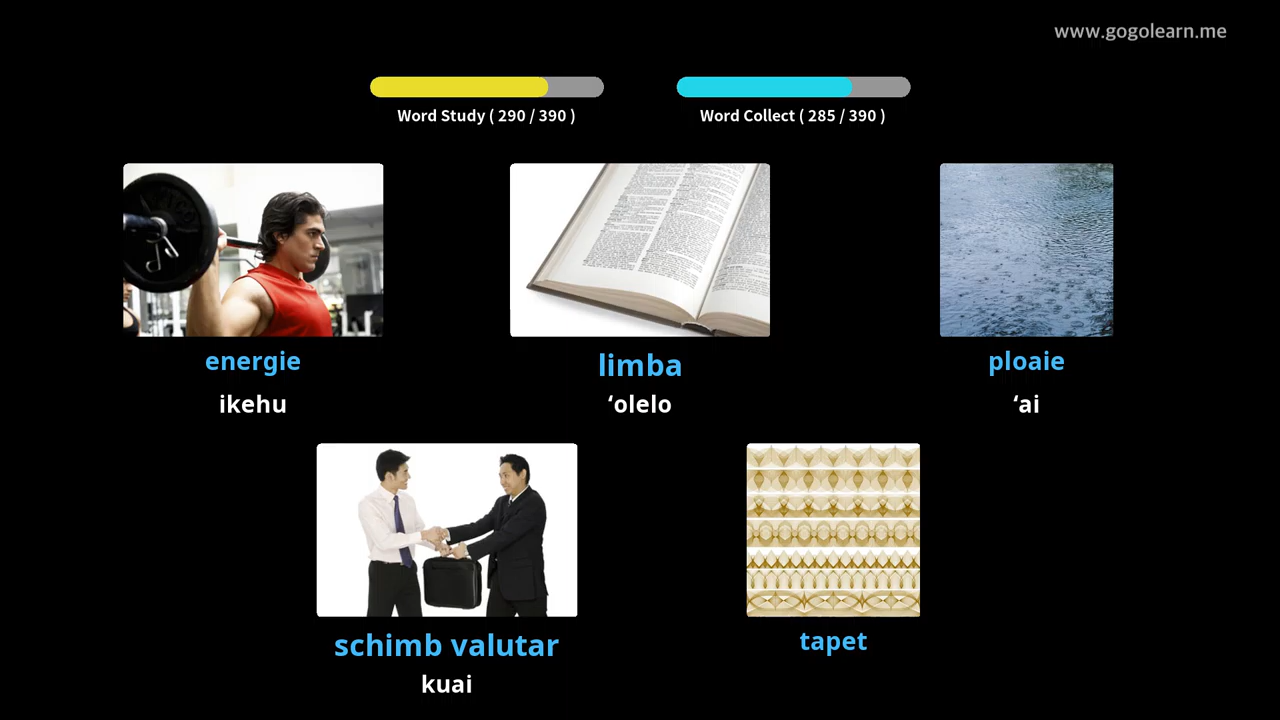 www.gogolearn.me
Word Study ( 290 / 390 )
Word Collect ( 285 / 390 )
energie
limba
ploaie
ikehu
ʻolelo
ʻai
schimb valutar
tapet
kuai